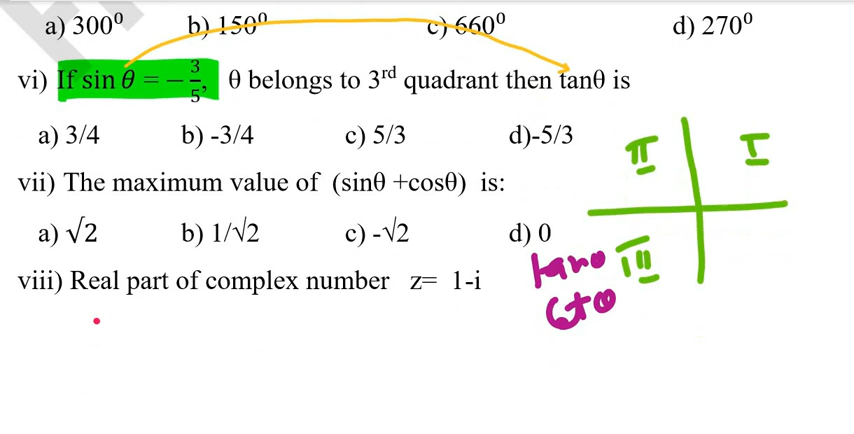 a) 300⁰ b) 150⁰ c) 660⁰ d) 270⁰
vi) If sin θ = −3/5, θ belongs to 3rd quadrant then tanθ is
a) 3/4 b) -3/4 c) 5/3 d)-5/3
II I
vii) The maximum value of (sinθ +cosθ) is:
a) √2 b) 1/√2 c) -√2 d) 0
tanθ III
viii) Real part of complex number z= 1-i
cotθ